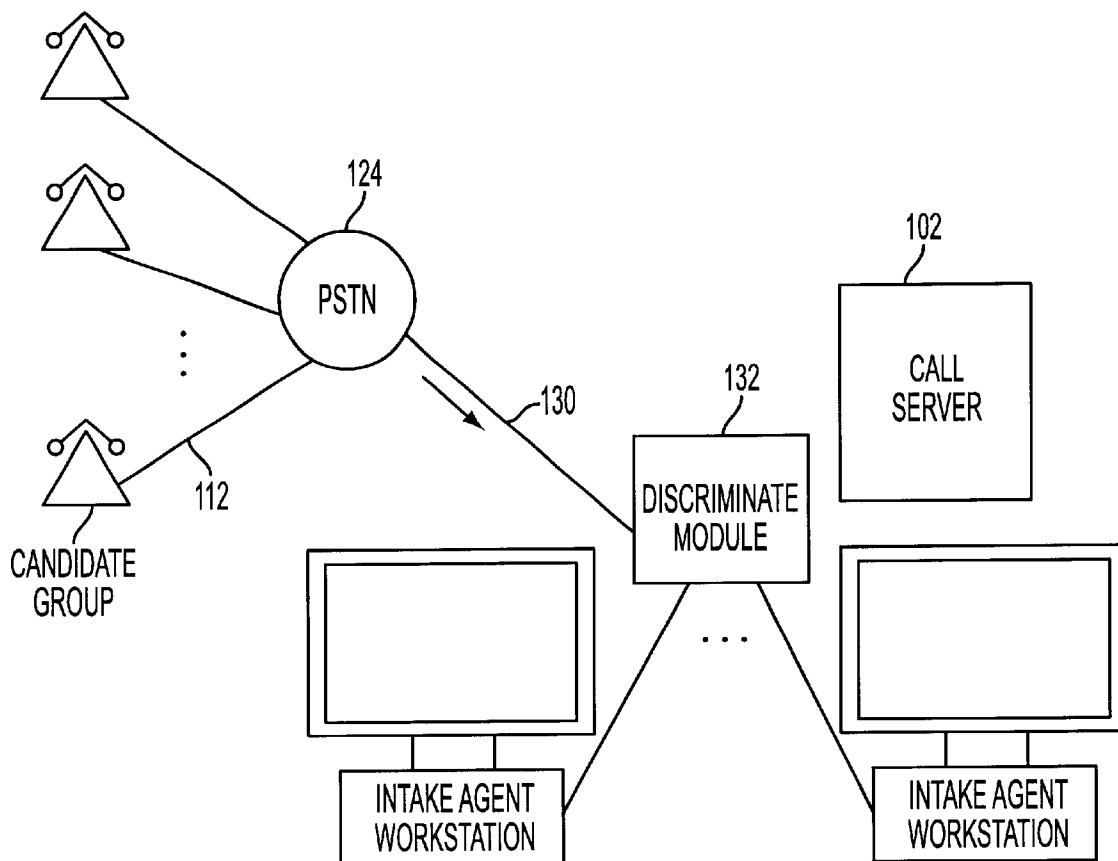 124
PSTN
102
CALL
SERVER
130
132
DISCRIMINATE
MODULE
112
CANDIDATE
GROUP
INTAKE AGENT
WORKSTATION
INTAKE AGENT
WORKSTATION